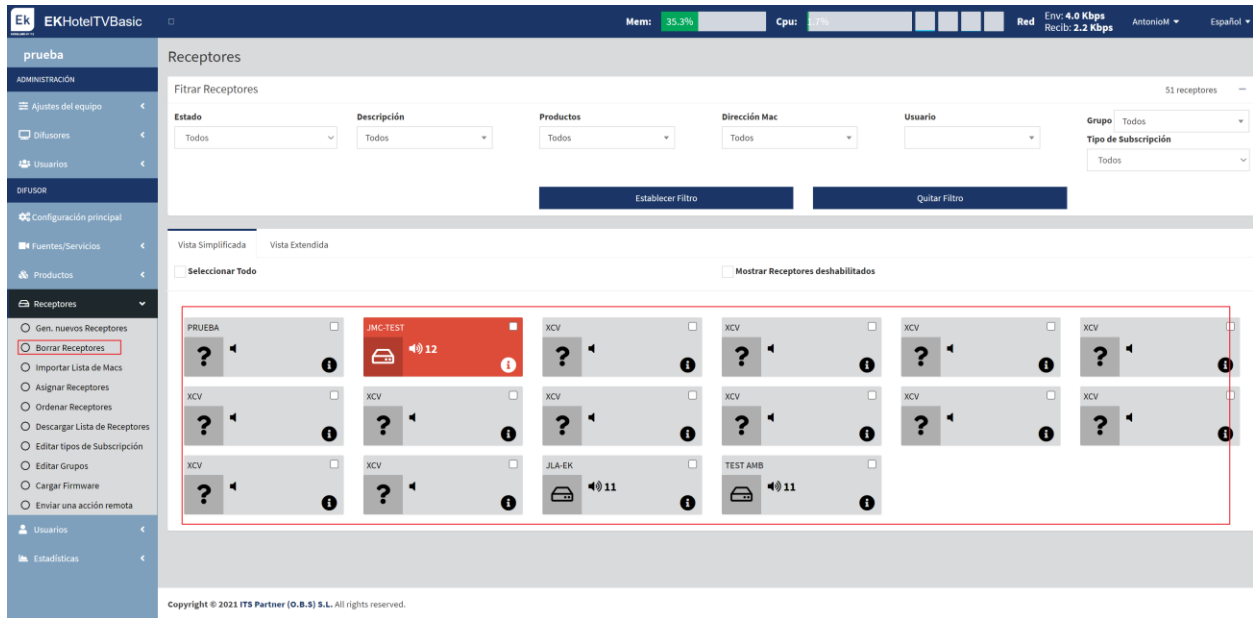 Ek EKHotelTVBasic Mem: 35.3% Cpu: 1.7% Red Env: 4.0 Kbps AntonioM Español
Recib: 2.2 Kbps
prueba
ADMINISTRACIÓN
Ajustes del equipo
Difusores
Usuarios
DIFUSOR
Configuración principal
Fuentes/Servicios
Productos
Receptores
Gen. nuevos Receptores
Borrar Receptores
Importar Lista de Macs
Asignar Receptores
Ordenar Receptores
Descargar Lista de Receptores
Editar tipos de Subscripción
Editar Grupos
Cargar Firmware
Enviar una acción remota
Usuarios
Estadísticas
Receptores
Fitrar Receptores 51 receptores
Estado Descripción Productos Dirección Mac Usuario Grupo Todos
Todos Todos Todos Todos Tipo de Subscripción
Todos
Establecer Filtro Quitar Filtro
Vista Simplificada Vista Extendida
Seleccionar Todo Mostrar Receptores deshabilitados
PRUEBA JMC-TEST XCV XCV XCV XCV
? 12 ? ? ? ?
XCV XCV XCV XCV XCV XCV
? ? ? ? ? ?
XCV XCV JLA-EK TEST AMB
? ? 11 11
Copyright © 2021 ITS Partner (O.B.S) S.L. All rights reserved.